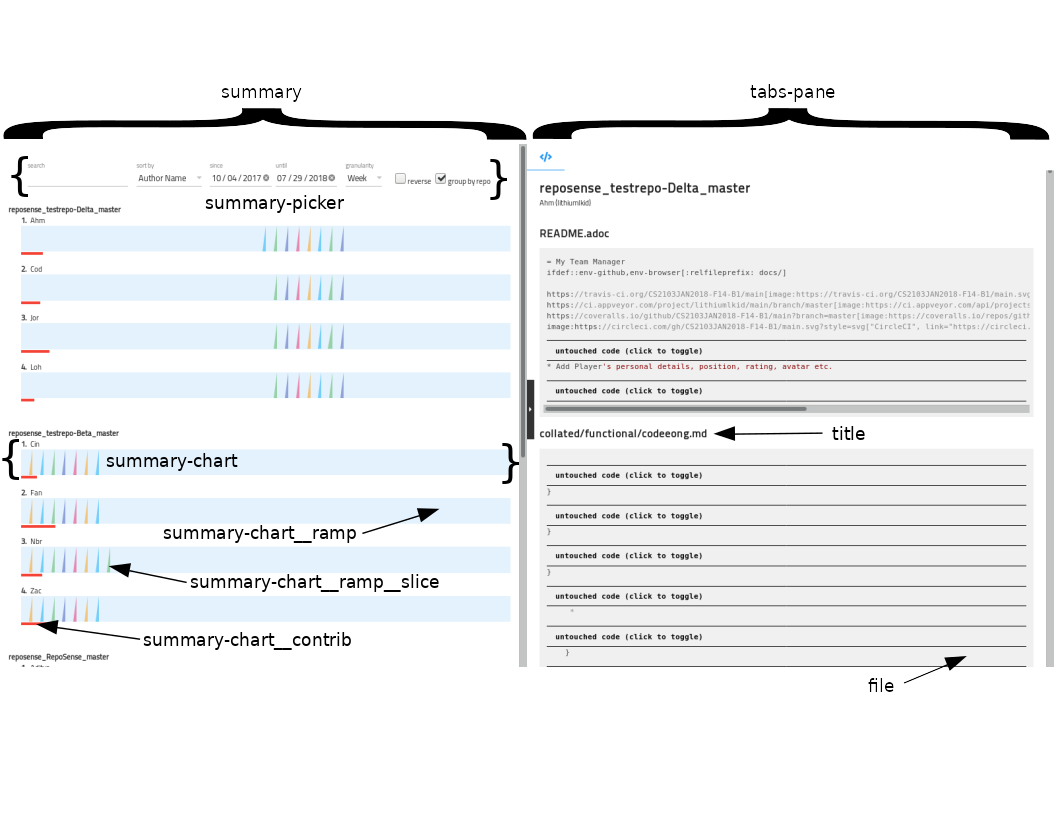 summary
tabs-pane
search
sort by
since
until
granularity
Author Name
10 / 04 / 2017
07 / 29 / 2018
Week
reverse
group by repo
summary-picker
reposense_testrepo-Delta_master
1. Ahm
2. Cod
3. Jor
4. Loh
reposense_testrepo-Beta_master
1. Cin
summary-chart
2. Fan
summary-chart__ramp
3. Nbr
summary-chart__ramp__slice
4. Zac
summary-chart__contrib
reposense_RepoSense_master
</>
reposense_testrepo-Delta_master
Ahm (lithiumlkid)
README.adoc
= My Team Manager
ifdef::env-github,env-browser[:relfileprefix: docs/]
https://travis-ci.org/CS2103JAN2018-F14-B1/main[image:https://travis-ci.org/CS2103JAN2018-F14-B1/main.svg
https://ci.appveyor.com/project/lithiumlkid/main/branch/master[image:https://ci.appveyor.com/api/projects
https://coveralls.io/github/CS2103JAN2018-F14-B1/main?branch=master[image:https://coveralls.io/repos/gith
image:https://circleci.com/gh/CS2103JAN2018-F14-B1/main.svg?style=svg["CircleCI", link="https://circleci.
untouched code (click to toggle)
* Add Player's personal details, position, rating, avatar etc.
untouched code (click to toggle)
collated/functional/codeeong.md
title
untouched code (click to toggle)
}
untouched code (click to toggle)
}
untouched code (click to toggle)
}
untouched code (click to toggle)
*
untouched code (click to toggle)
}
file